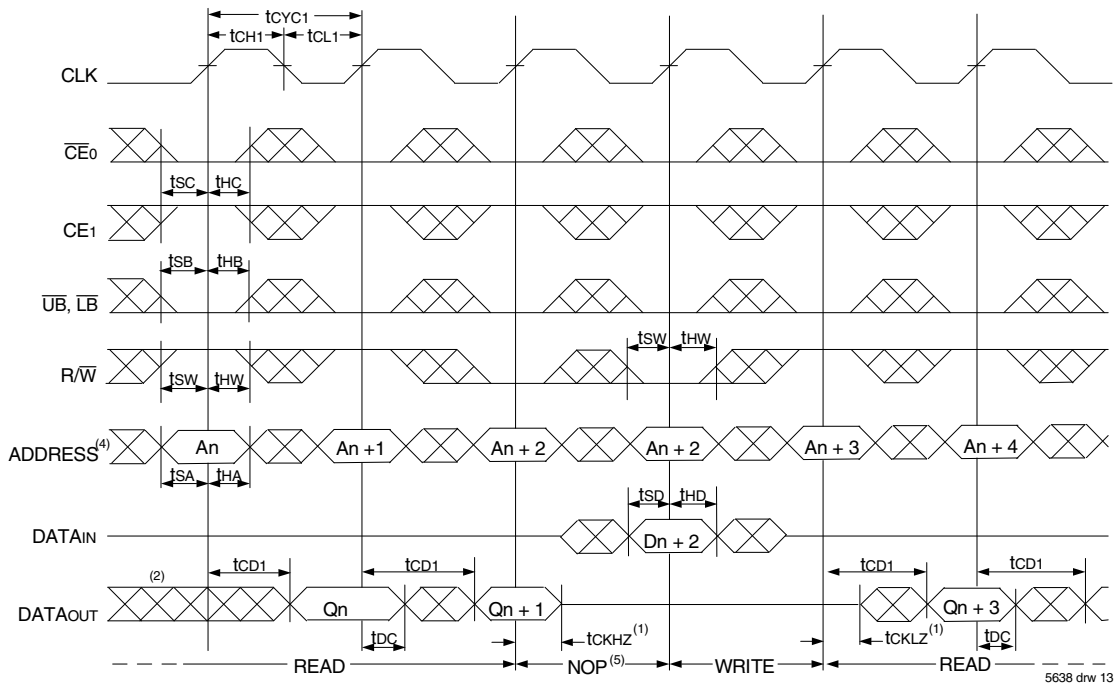 tCYC1
tCH1 tCL1
CLK
CE0
tSC tHC
CE1
tSB tHB
UB, LB
tSW tHW
R/W
tSW tHW
ADDRESS(4) An An +1 An + 2 An + 2 An + 3 An + 4
tSA tHA
tSD tHD
DATAIN Dn + 2
(2) tCD1 tCD1 tCD1 tCD1
DATAOUT Qn Qn + 1 Qn + 3
tDC tCKHZ(1) tCKLZ(1) tDC
READ NOP(5) WRITE READ
5638 drw 13